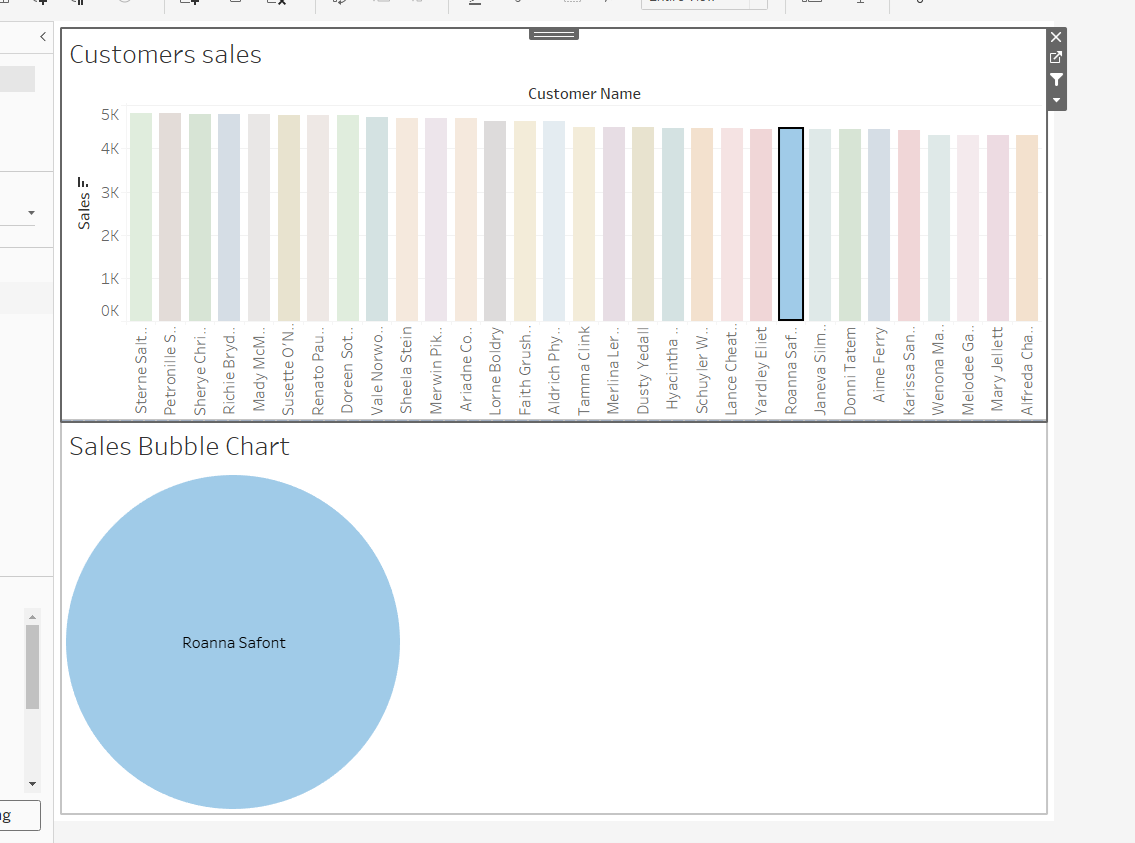 Customers sales
Customer Name
Sales
5K
4K
3K
2K
1K
0K
Sterne Salt..
Petronille S..
Sherye Chri..
Richie Bryd..
Mady McM..
Susette O'N..
Renato Pau..
Doreen Sot..
Vale Norwo..
Sheela Stein
Merwin Pik..
Ariadne Co..
Lorne Boldry
Faith Grush..
Aldrich Phy..
Tamma Clink
Merlina Ler..
Dusty Yedall
Hyacintha ..
Schuyler W..
Lance Cheat..
Yardley Eliet
Roanna Saf..
Janeva Silm..
Donni Tatem
Aime Ferry
Karissa San..
Wenona Ma..
Melodee Ga..
Mary Jellett
Alfreda Cha..
Sales Bubble Chart
Roanna Safont